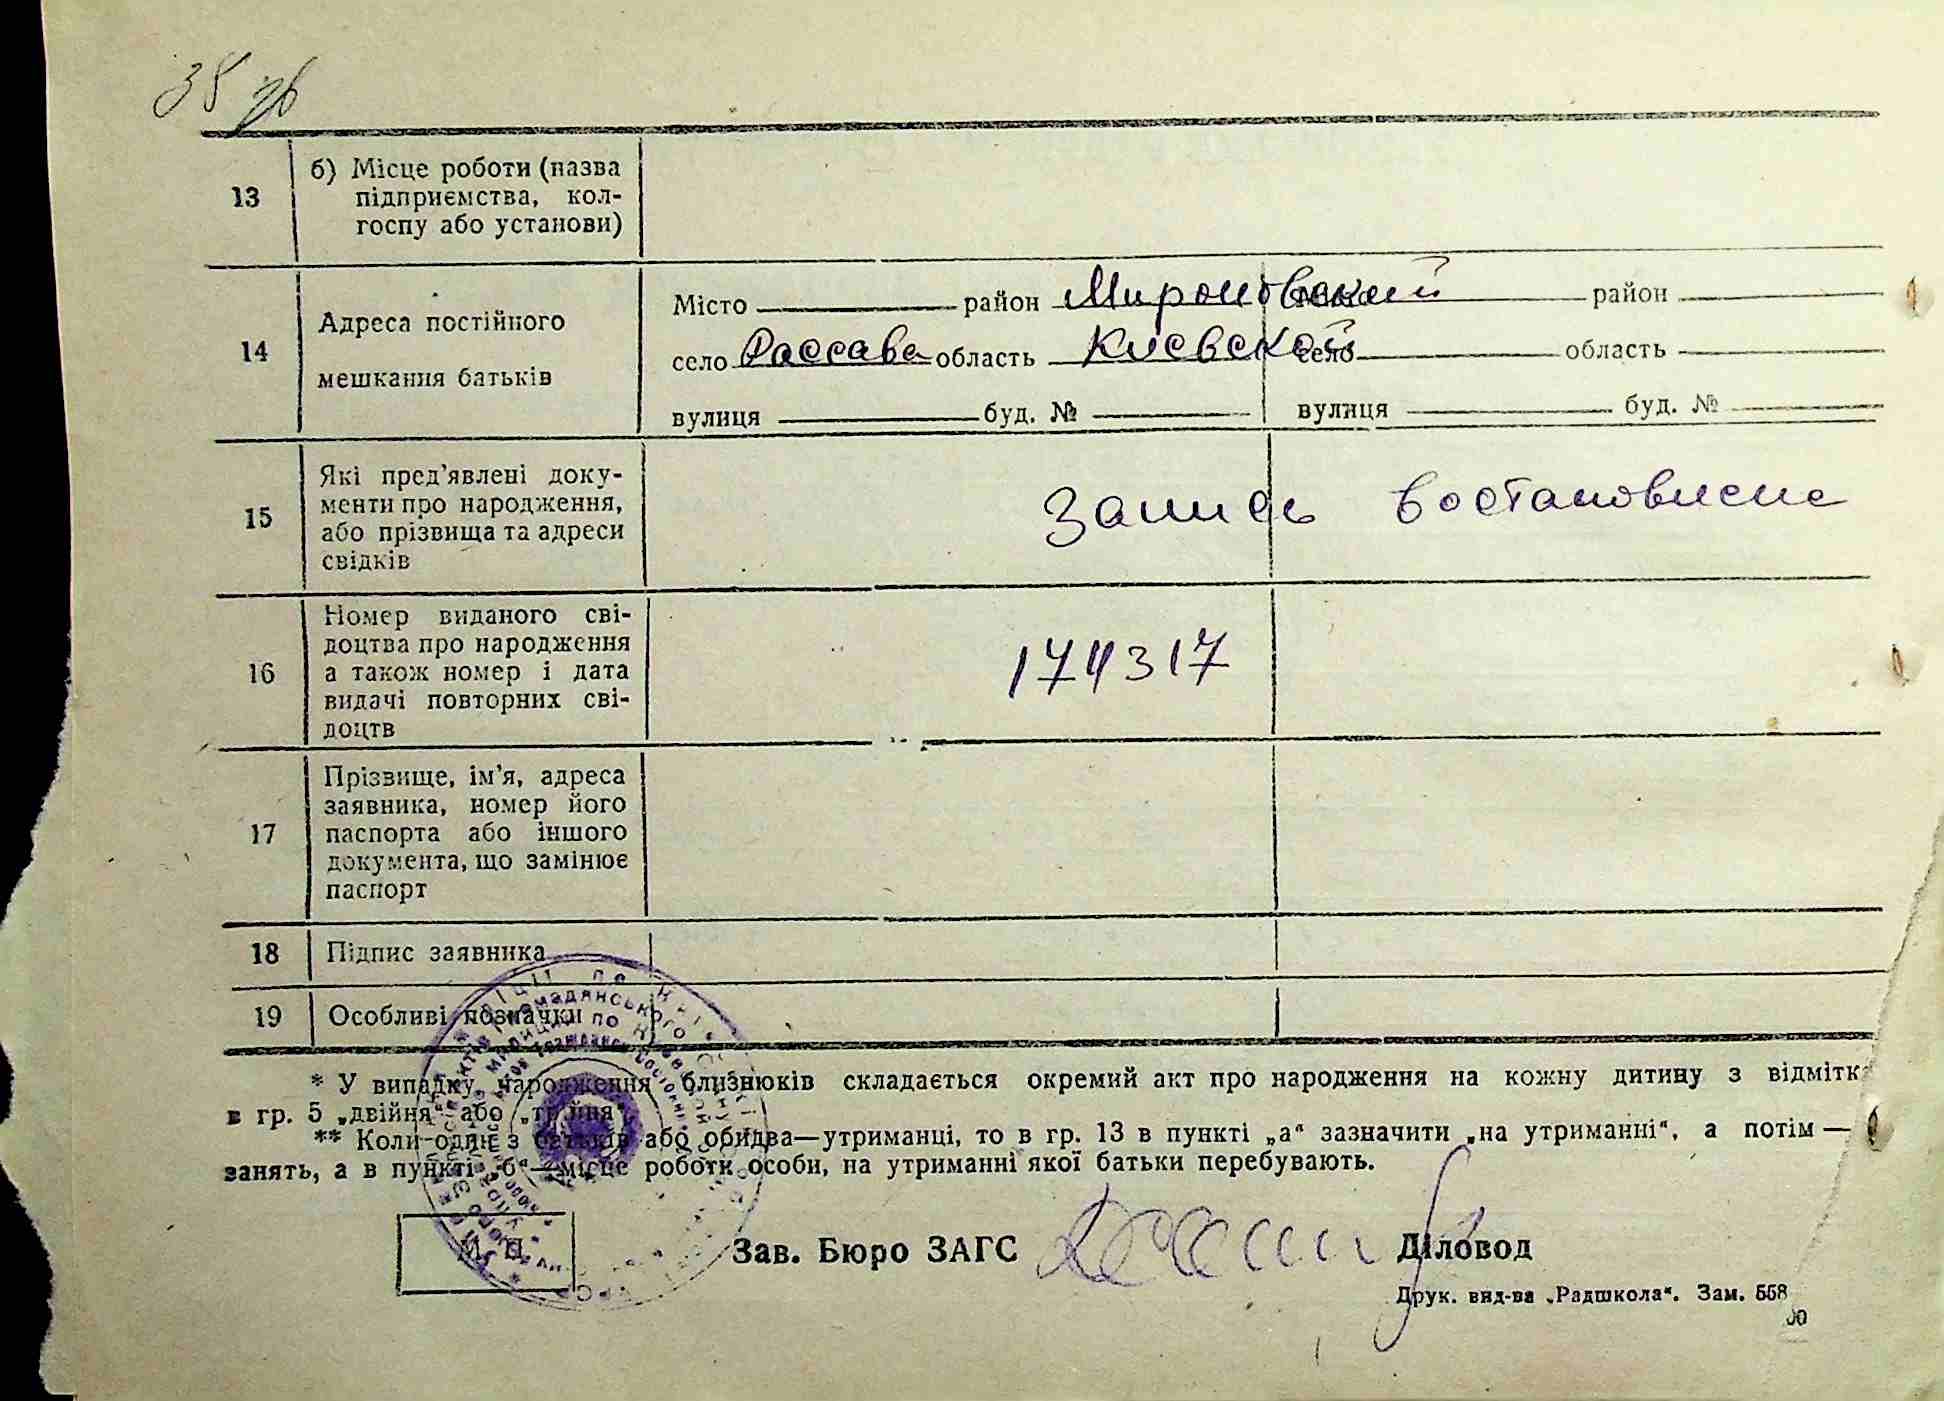 38
13 б) Місце роботи (назва
підприємства, кол-
госпу або установи)
14 Адреса постійного
мешкання батьків
Місто район Мироновский район
село Россава область Киевской село область
вулиця буд. № вулиця буд. №
15 Які пред'явлені доку-
менти про народження,
або прізвища та адреси
свідків
Запись востановлена
16 Номер виданого сві-
доцтва про народження
а також номер і дата
видачі повторних сві-
доцтв
174317
17 Прізвище, ім'я, адреса
заявника, номер його
паспорта або іншого
документа, що замінює
паспорт
18 Підпис заявника
19 Особливі позначки
* У випадку народження близнюків складається окремий акт про народження на кожну дитину з відмітк
в гр. 5 „двійня“ або „трійня“.
** Коли один з батьків або обидва—утриманці, то в гр. 13 в пункті „а“ зазначити „на утриманні“, а потім —
занять, а в пункті „б“—місце роботи особи, на утриманні якої батьки перебувають.
Зав. Бюро ЗАГС Діловод
Друк. вид-ва „Радшкола“. Зам. 558